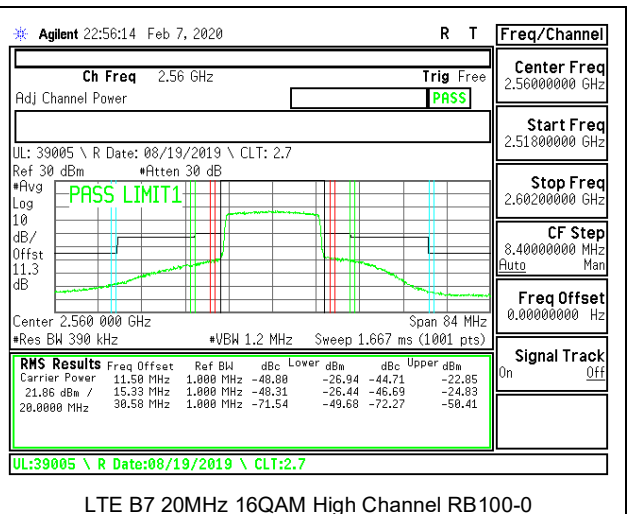 Agilent 22:56:14 Feb 7, 2020 R T
Freq/Channel
Ch Freq 2.56 GHz Trig Free
Adj Channel Power PASS
UL: 39005 \ R Date: 08/19/2019 \ CLT: 2.7
Ref 30 dBm #Atten 30 dB
#Avg
Log
10
dB/
Offst
11.3
dB
PASS LIMIT1
Center 2.560 000 GHz Span 84 MHz
#Res BW 390 kHz #VBW 1.2 MHz Sweep 1.667 ms (1001 pts)
RMS Results Freq Offset Ref BW dBc Lower dBm dBc Upper dBm
Carrier Power 11.50 MHz 1.000 MHz -48.80 -26.94 -44.71 -22.85
21.86 dBm / 15.33 MHz 1.000 MHz -48.31 -26.44 -46.69 -24.83
20.0000 MHz 30.58 MHz 1.000 MHz -71.54 -49.68 -72.27 -50.41
UL:39005 \ R Date:08/19/2019 \ CLT:2.7
Center Freq
2.56000000 GHz
Start Freq
2.51800000 GHz
Stop Freq
2.60200000 GHz
CF Step
8.40000000 MHz
Auto Man
Freq Offset
0.00000000 Hz
Signal Track
On Off
LTE B7 20MHz 16QAM High Channel RB100-0